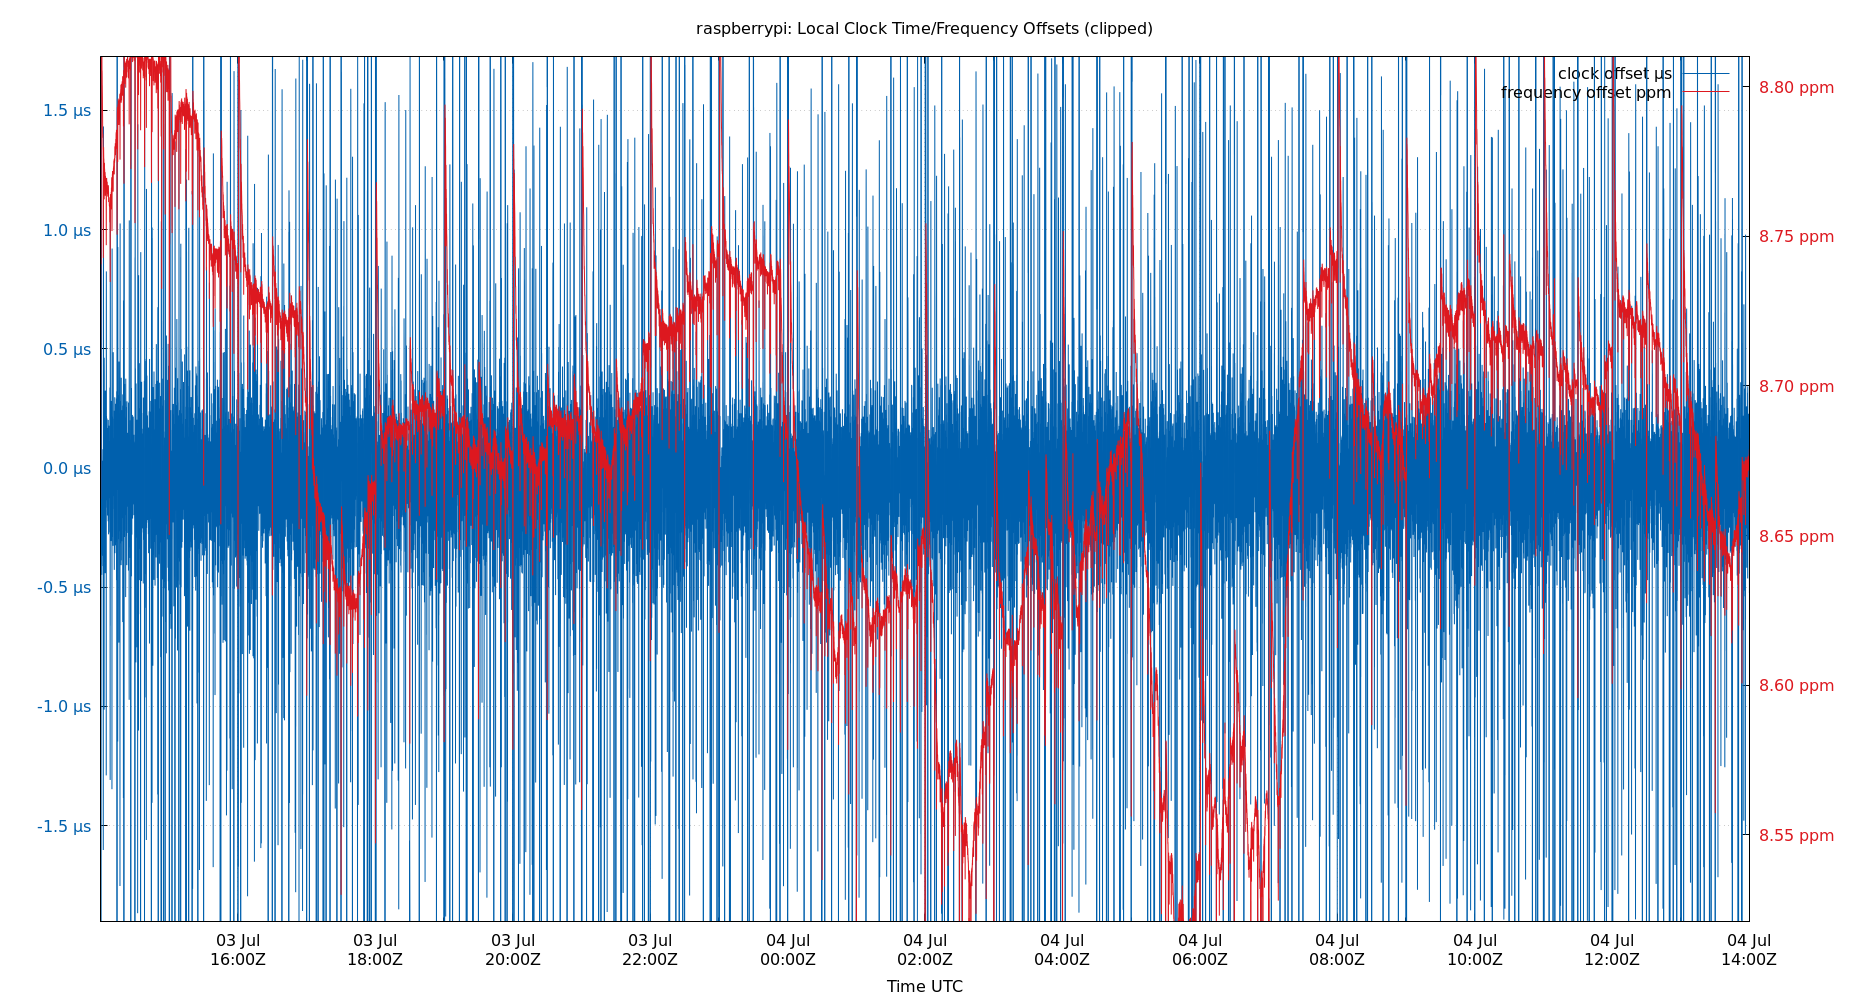 raspberrypi: Local Clock Time/Frequency Offsets (clipped)
clock offset µs
frequency offset ppm
1.5 µs
1.0 µs
0.5 µs
0.0 µs
-0.5 µs
-1.0 µs
-1.5 µs
8.80 ppm
8.75 ppm
8.70 ppm
8.65 ppm
8.60 ppm
8.55 ppm
03 Jul
16:00Z
03 Jul
18:00Z
03 Jul
20:00Z
03 Jul
22:00Z
04 Jul
00:00Z
04 Jul
02:00Z
04 Jul
04:00Z
04 Jul
06:00Z
04 Jul
08:00Z
04 Jul
10:00Z
04 Jul
12:00Z
04 Jul
14:00Z
Time UTC